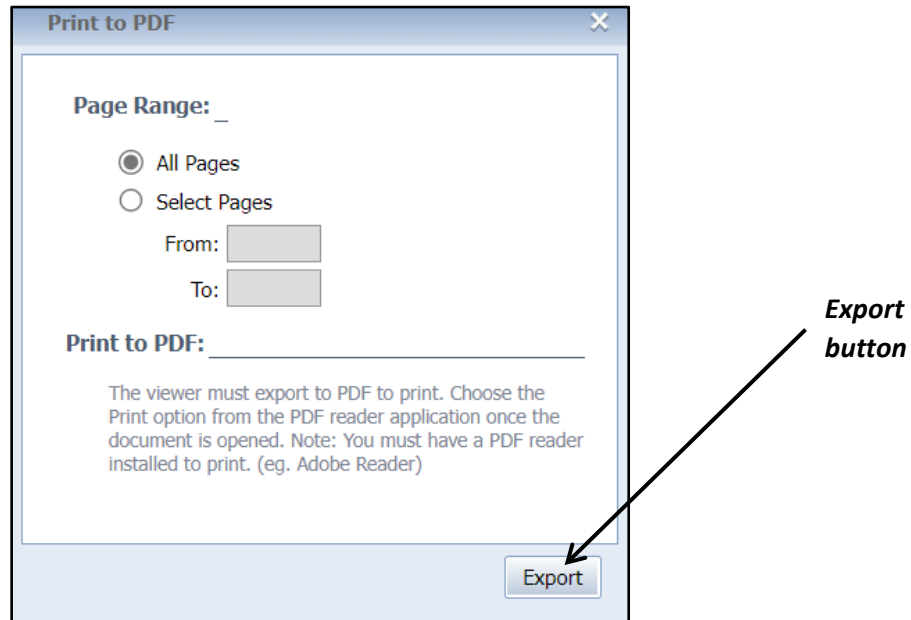 Print to PDF
Page Range:
All Pages
Select Pages
From:
To:
Print to PDF:
The viewer must export to PDF to print. Choose the
Print option from the PDF reader application once the
document is opened. Note: You must have a PDF reader
installed to print. (eg. Adobe Reader)
Export
Export
button